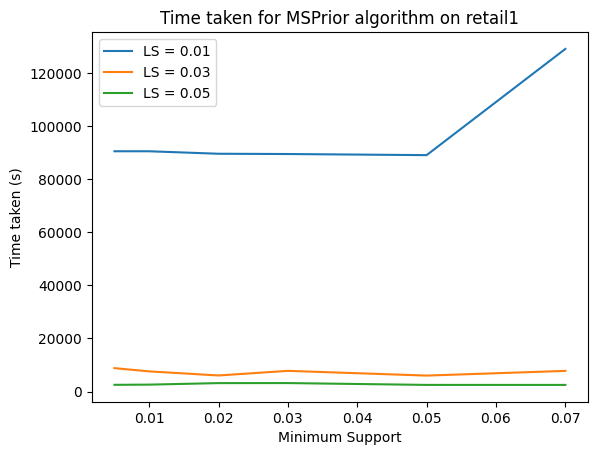 Time taken for MSPrior algorithm on retail1
LS = 0.01
LS = 0.03
LS = 0.05
Time taken (s)
120000
100000
80000
60000
40000
20000
0
0.01 0.02 0.03 0.04 0.05 0.06 0.07
Minimum Support